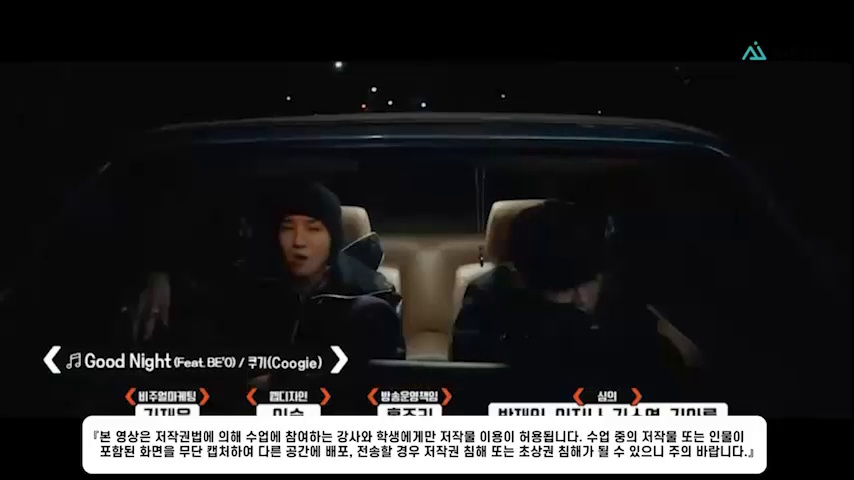 Good Night (Feat. BE'O) / 쿠기(Coogie)
비주얼마케팅 웹디자인 방송운영책임 심의
『본 영상은 저작권법에 의해 수업에 참여하는 강사와 학생에게만 저작물 이용이 허용됩니다. 수업 중의 저작물 또는 인물이
포함된 화면을 무단 캡처하여 다른 공간에 배포, 전송할 경우 저작권 침해 또는 초상권 침해가 될 수 있으니 주의 바랍니다.』